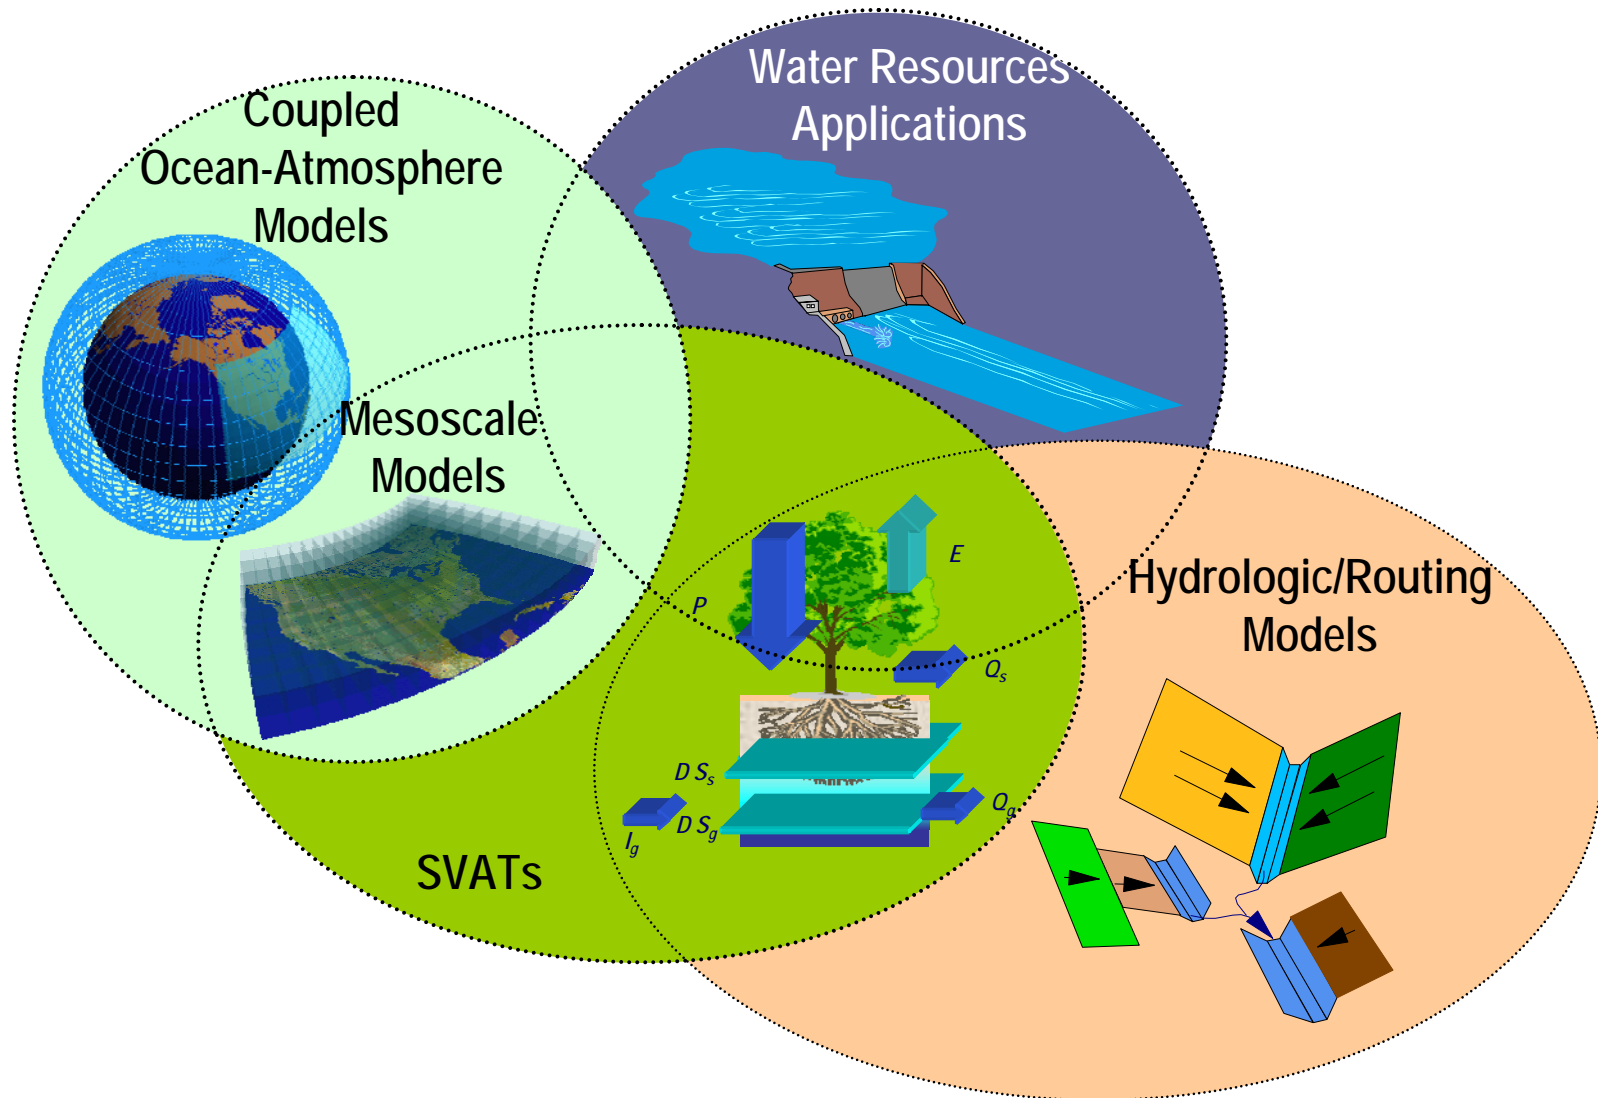 Water Resources
Applications
Coupled
Ocean-Atmosphere
Models
Mesoscale
Models
E
P
Hydrologic/Routing
Models
Qs
D Ss
Qg
D Sg
Ig
SVATs